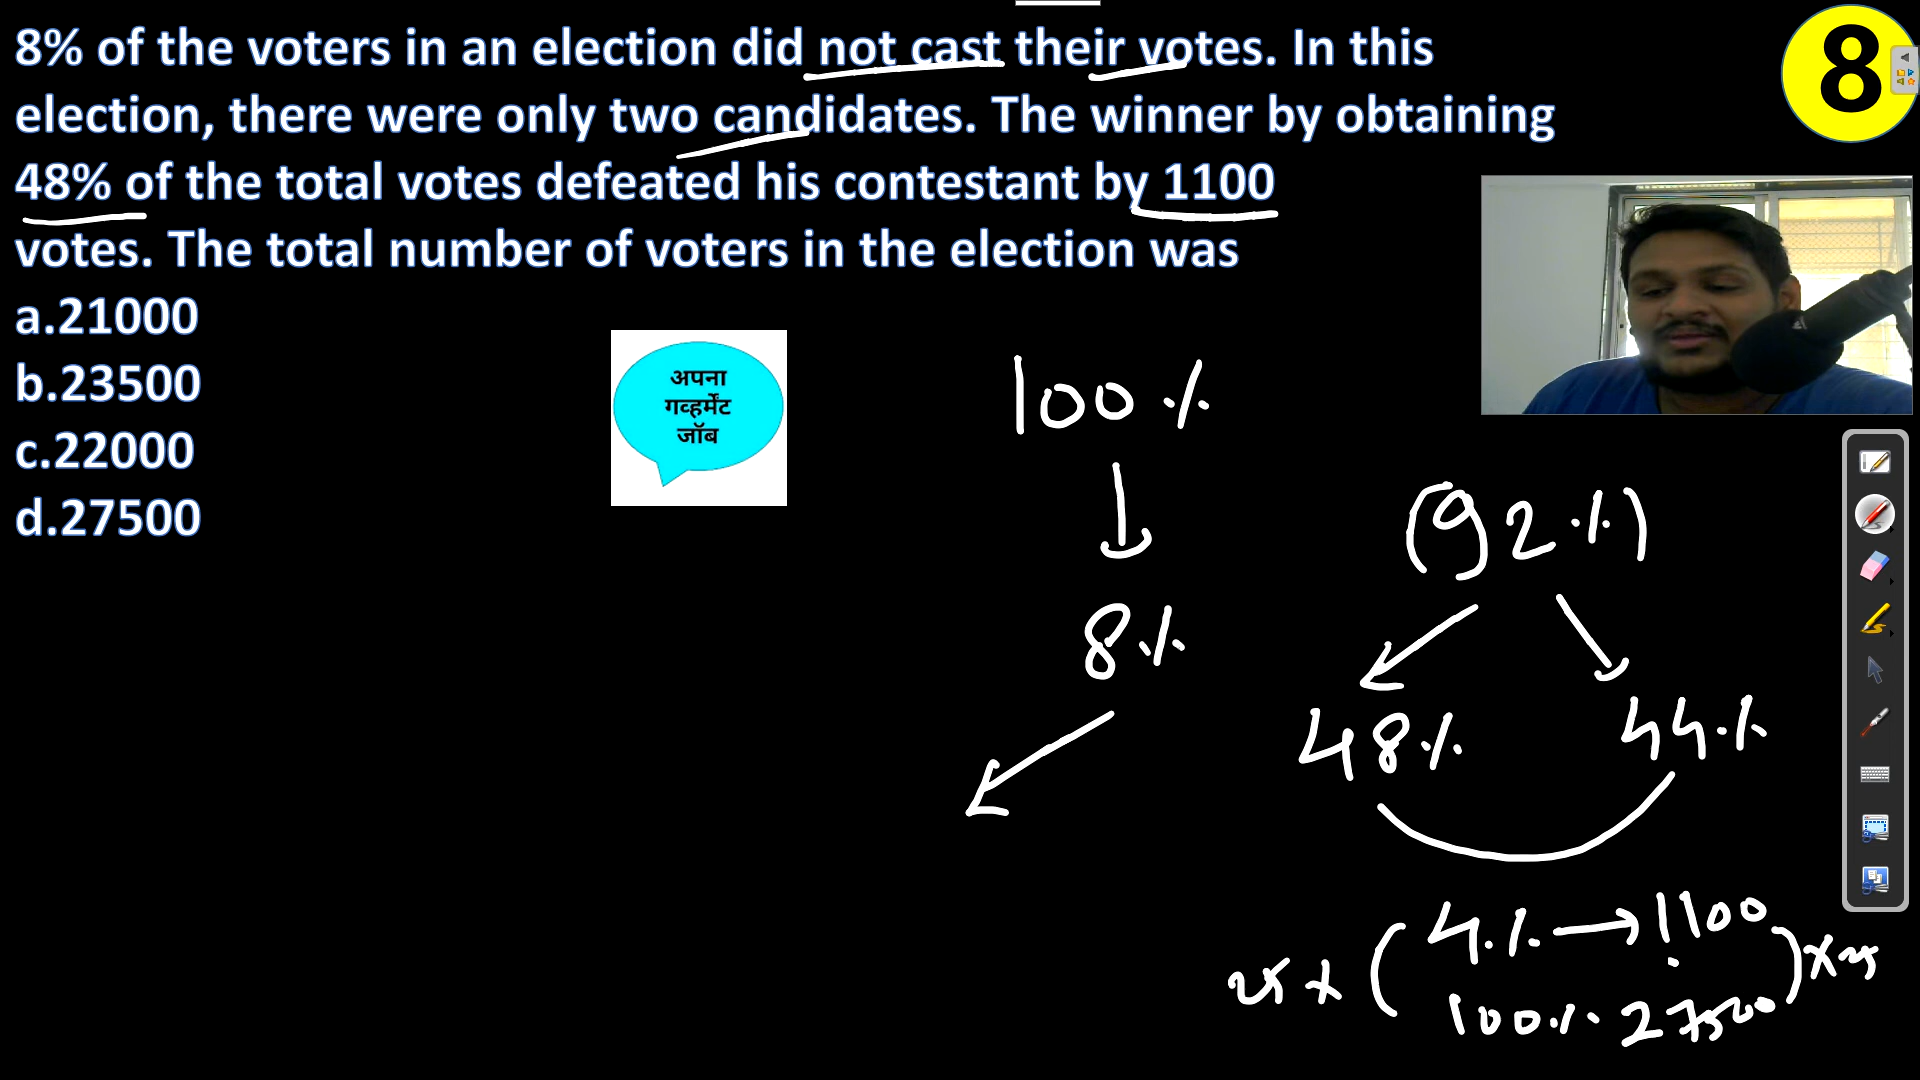 8% of the voters in an election did not cast their votes. In this
election, there were only two candidates. The winner by obtaining
48% of the total votes defeated his contestant by 1100
votes. The total number of voters in the election was
a.21000
b.23500
c.22000
d.27500
8
अपना
गव्हर्मेंट
जॉब
100%
8%
(92%)
48% 44%
25 x ( 4% → 1100
100% 27500 ) x 25